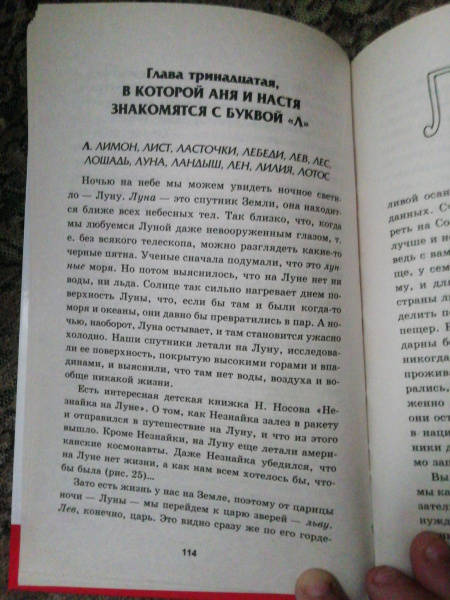 Глава тринадцатая,
В КОТОРОЙ АНЯ И НАСТЯ
ЗНАКОМЯТСЯ С БУКВОЙ «Л»
Л. ЛИМОН, ЛИСТ, ЛАСТОЧКИ, ЛЕБЕДИ, ЛЕВ, ЛЕС,
ЛОШАДЬ, ЛУНА, ЛАНДЫШ, ЛЕН, ЛИЛИЯ, ЛОТОС
Ночью на небе мы можем увидеть ночное свети-
ло — Луну. Луна — это спутник Земли, она находит-
ся ближе всех небесных тел. Так близко, что, когда
мы любуемся Луной даже невооруженным глазом, т.
е. без всякого телескопа, можно разглядеть какие-то
черные пятна. Ученые сначала подумали, что это лун-
ные моря. Но потом выяснилось, что на Луне нет ни
воды, ни льда. Солнце так сильно нагревает днем по-
верхность Луны, что, если бы там и были когда-то
моря и океаны, они давно бы превратились в пар. А но-
чью, наоборот, Луна остывает, и там становится ужасно
холодно. Наши спутники летали на Луну, исследова-
ли ее поверхность, покрытую высокими горами и впа-
динами, и выяснили, что там нет воды, воздуха и во-
обще никакой жизни.
Есть интересная детская книжка Н. Носова «Не-
знайка на Луне». О том, как Незнайка залез в ракету
и отправился в путешествие на Луну, и что из этого
вышло. Кроме Незнайки, на Луну еще летали амери-
канские космонавты. Даже Незнайка убедился, что
на Луне нет жизни, а как нам всем хотелось бы, что-
бы была (рис. 25)...
Зато есть жизнь у нас на Земле, поэтому от царицы
ночи — Луны — мы перейдем к царю зверей — льву.
Лев, конечно, царь. Это видно сразу же по его горде-
114
ливой осан
данных. Со
реть на Со
лучше и не
ведь с вам
ще, у сем
му, и для
страны ли
делить по
пещер. И
дарны б
никогда
прожива
рались,
женно
они ост
в наци
ники д
мо защ
Вы
мы ка
зател
нужд